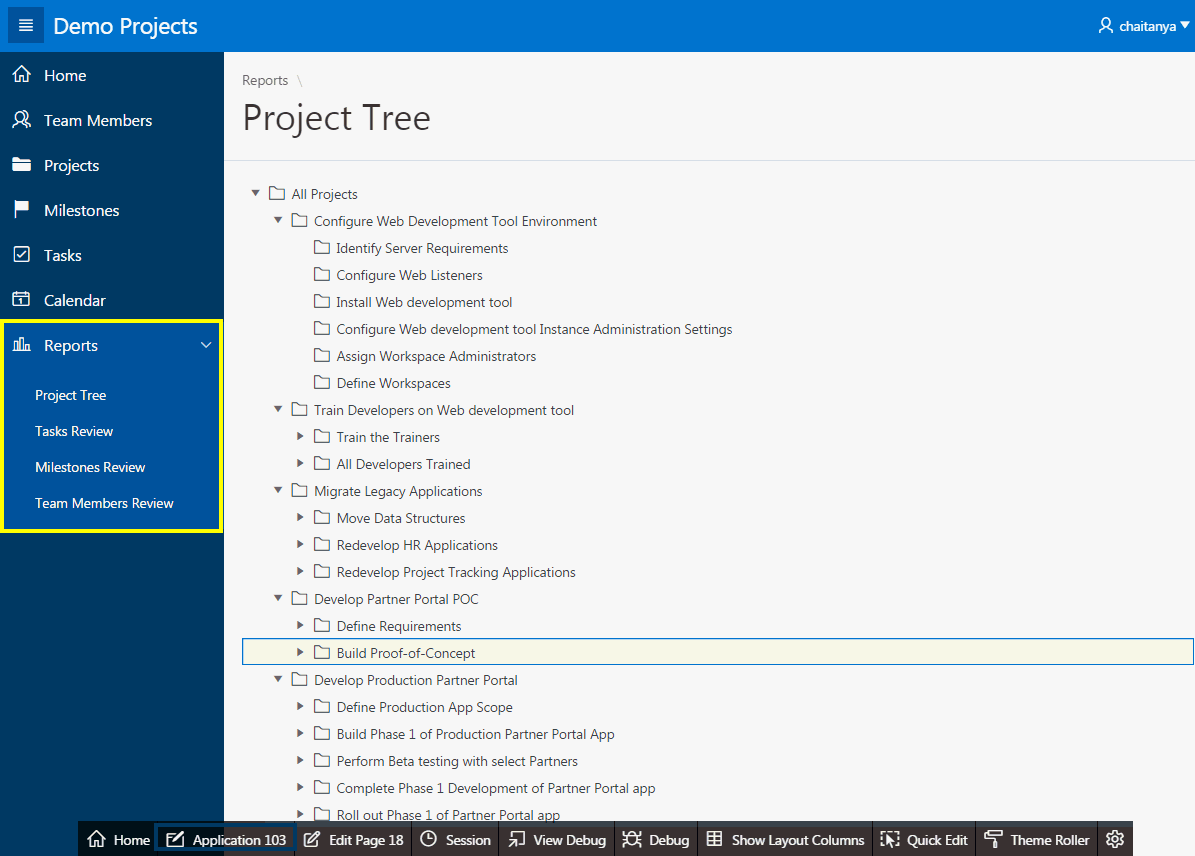 Demo Projects
chaitanya
Home
Team Members
Projects
Milestones
Tasks
Calendar
Reports
Project Tree
Tasks Review
Milestones Review
Team Members Review
Reports \
Project Tree
All Projects
Configure Web Development Tool Environment
Identify Server Requirements
Configure Web Listeners
Install Web development tool
Configure Web development tool Instance Administration Settings
Assign Workspace Administrators
Define Workspaces
Train Developers on Web development tool
Train the Trainers
All Developers Trained
Migrate Legacy Applications
Move Data Structures
Redevelop HR Applications
Redevelop Project Tracking Applications
Develop Partner Portal POC
Define Requirements
Build Proof-of-Concept
Develop Production Partner Portal
Define Production App Scope
Build Phase 1 of Production Partner Portal App
Perform Beta testing with select Partners
Complete Phase 1 Development of Partner Portal app
Roll out Phase 1 of Partner Portal app
Home Application 103 Edit Page 18 Session View Debug Debug Show Layout Columns Quick Edit Theme Roller